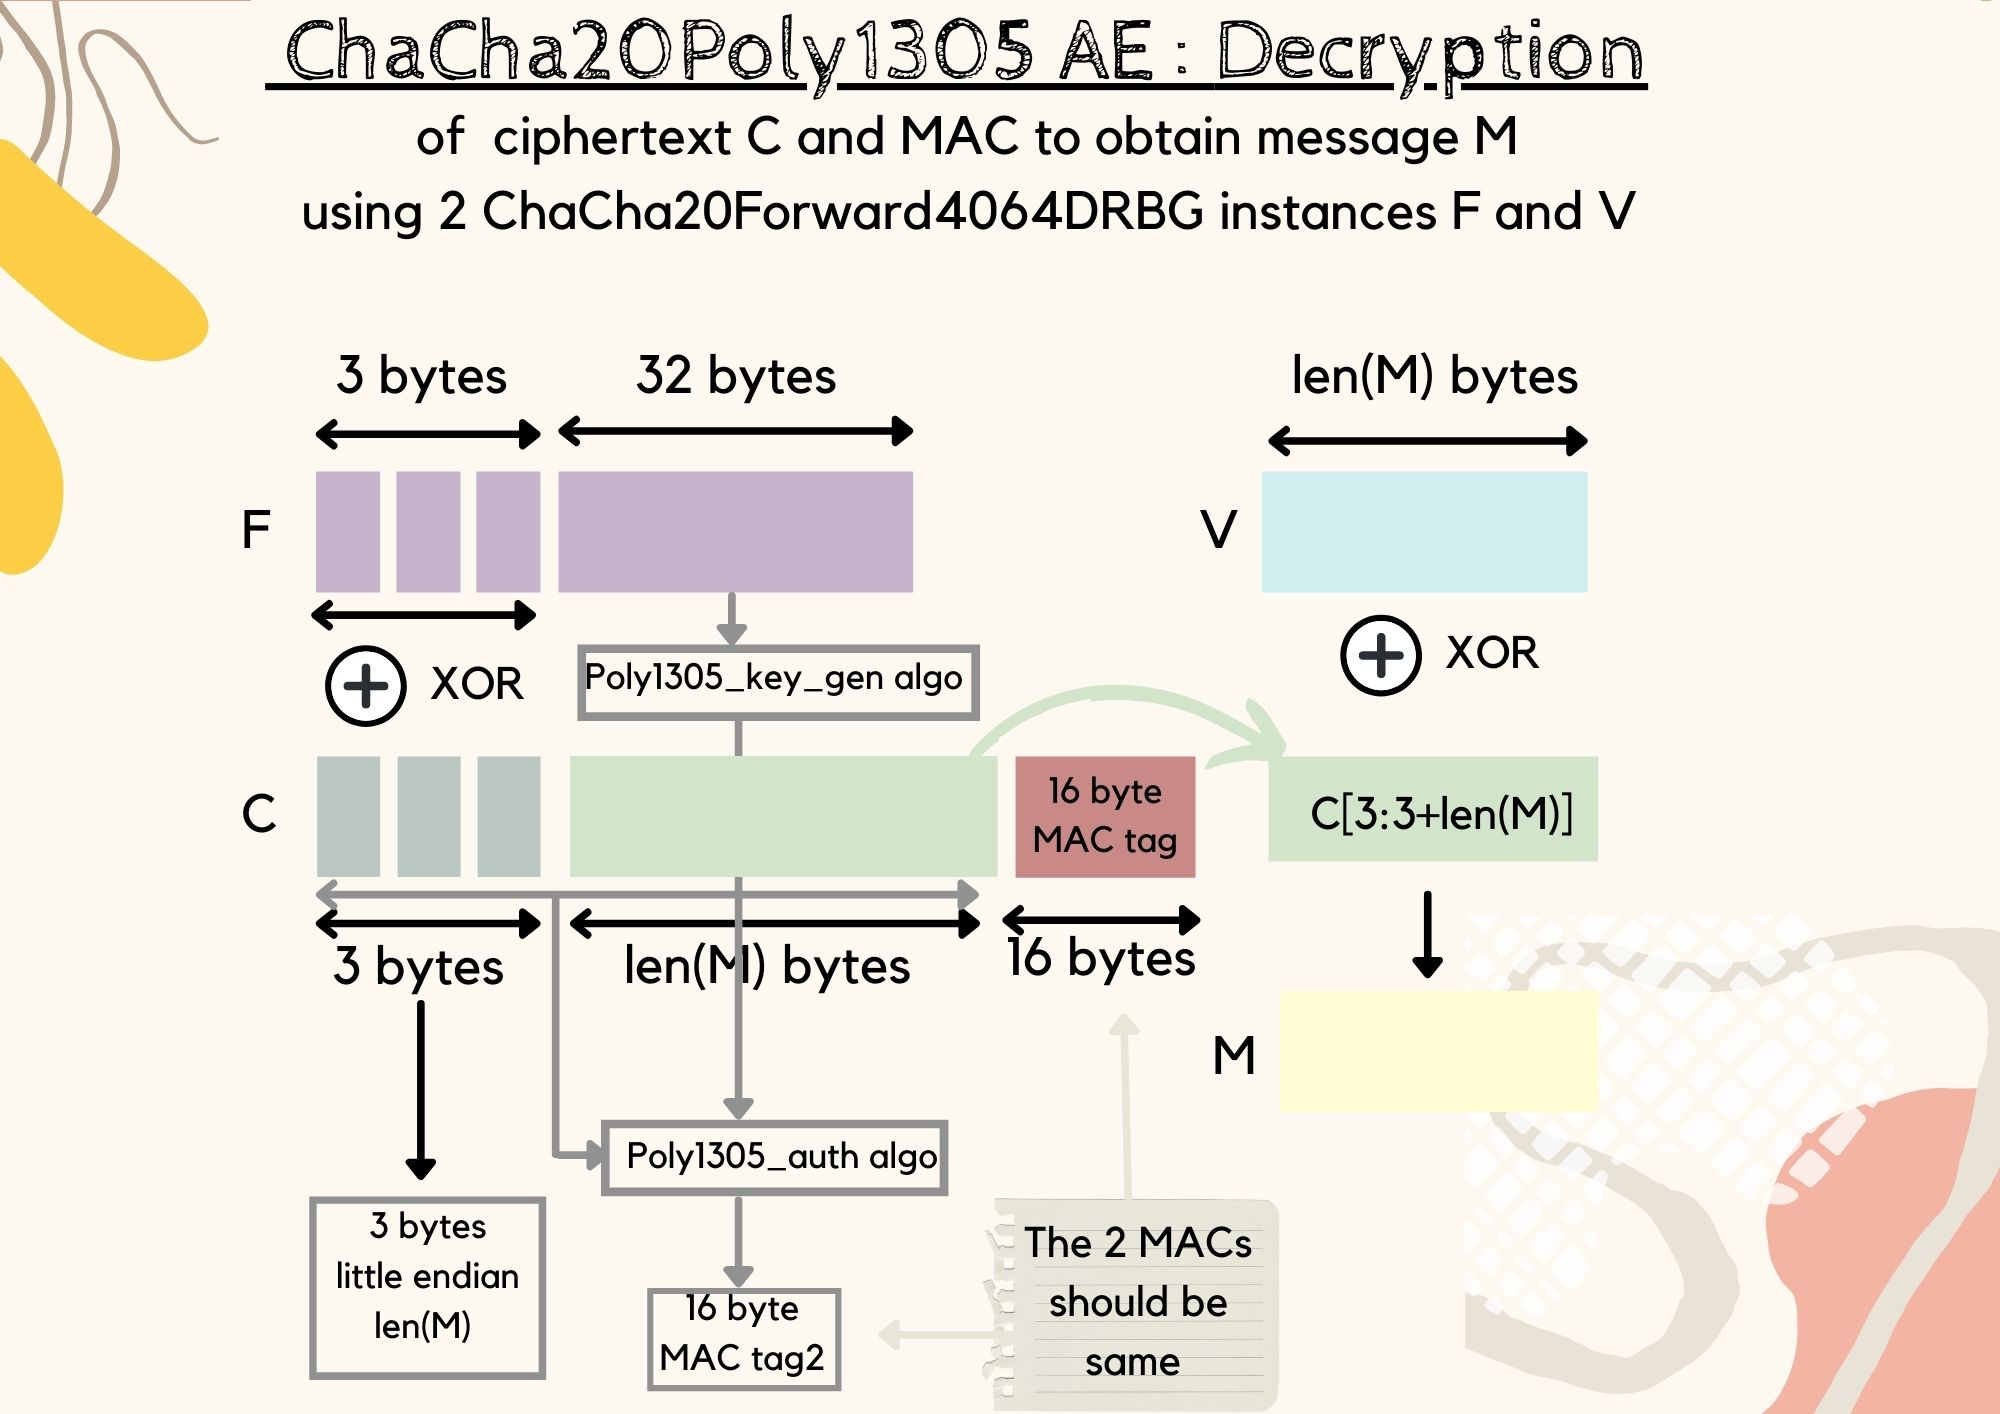 ChaCha20Poly1305 AE : Decryption
of ciphertext C and MAC to obtain message M
using 2 ChaCha20Forward4064DRBG instances F and V
3 bytes
32 bytes
len(M) bytes
F
V
XOR
Poly1305_key_gen algo
XOR
C
16 byte
MAC tag
C[3:3+len(M)]
3 bytes
len(M) bytes
16 bytes
M
Poly1305_auth algo
3 bytes
little endian
len(M)
16 byte
MAC tag2
The 2 MACs
should be
same